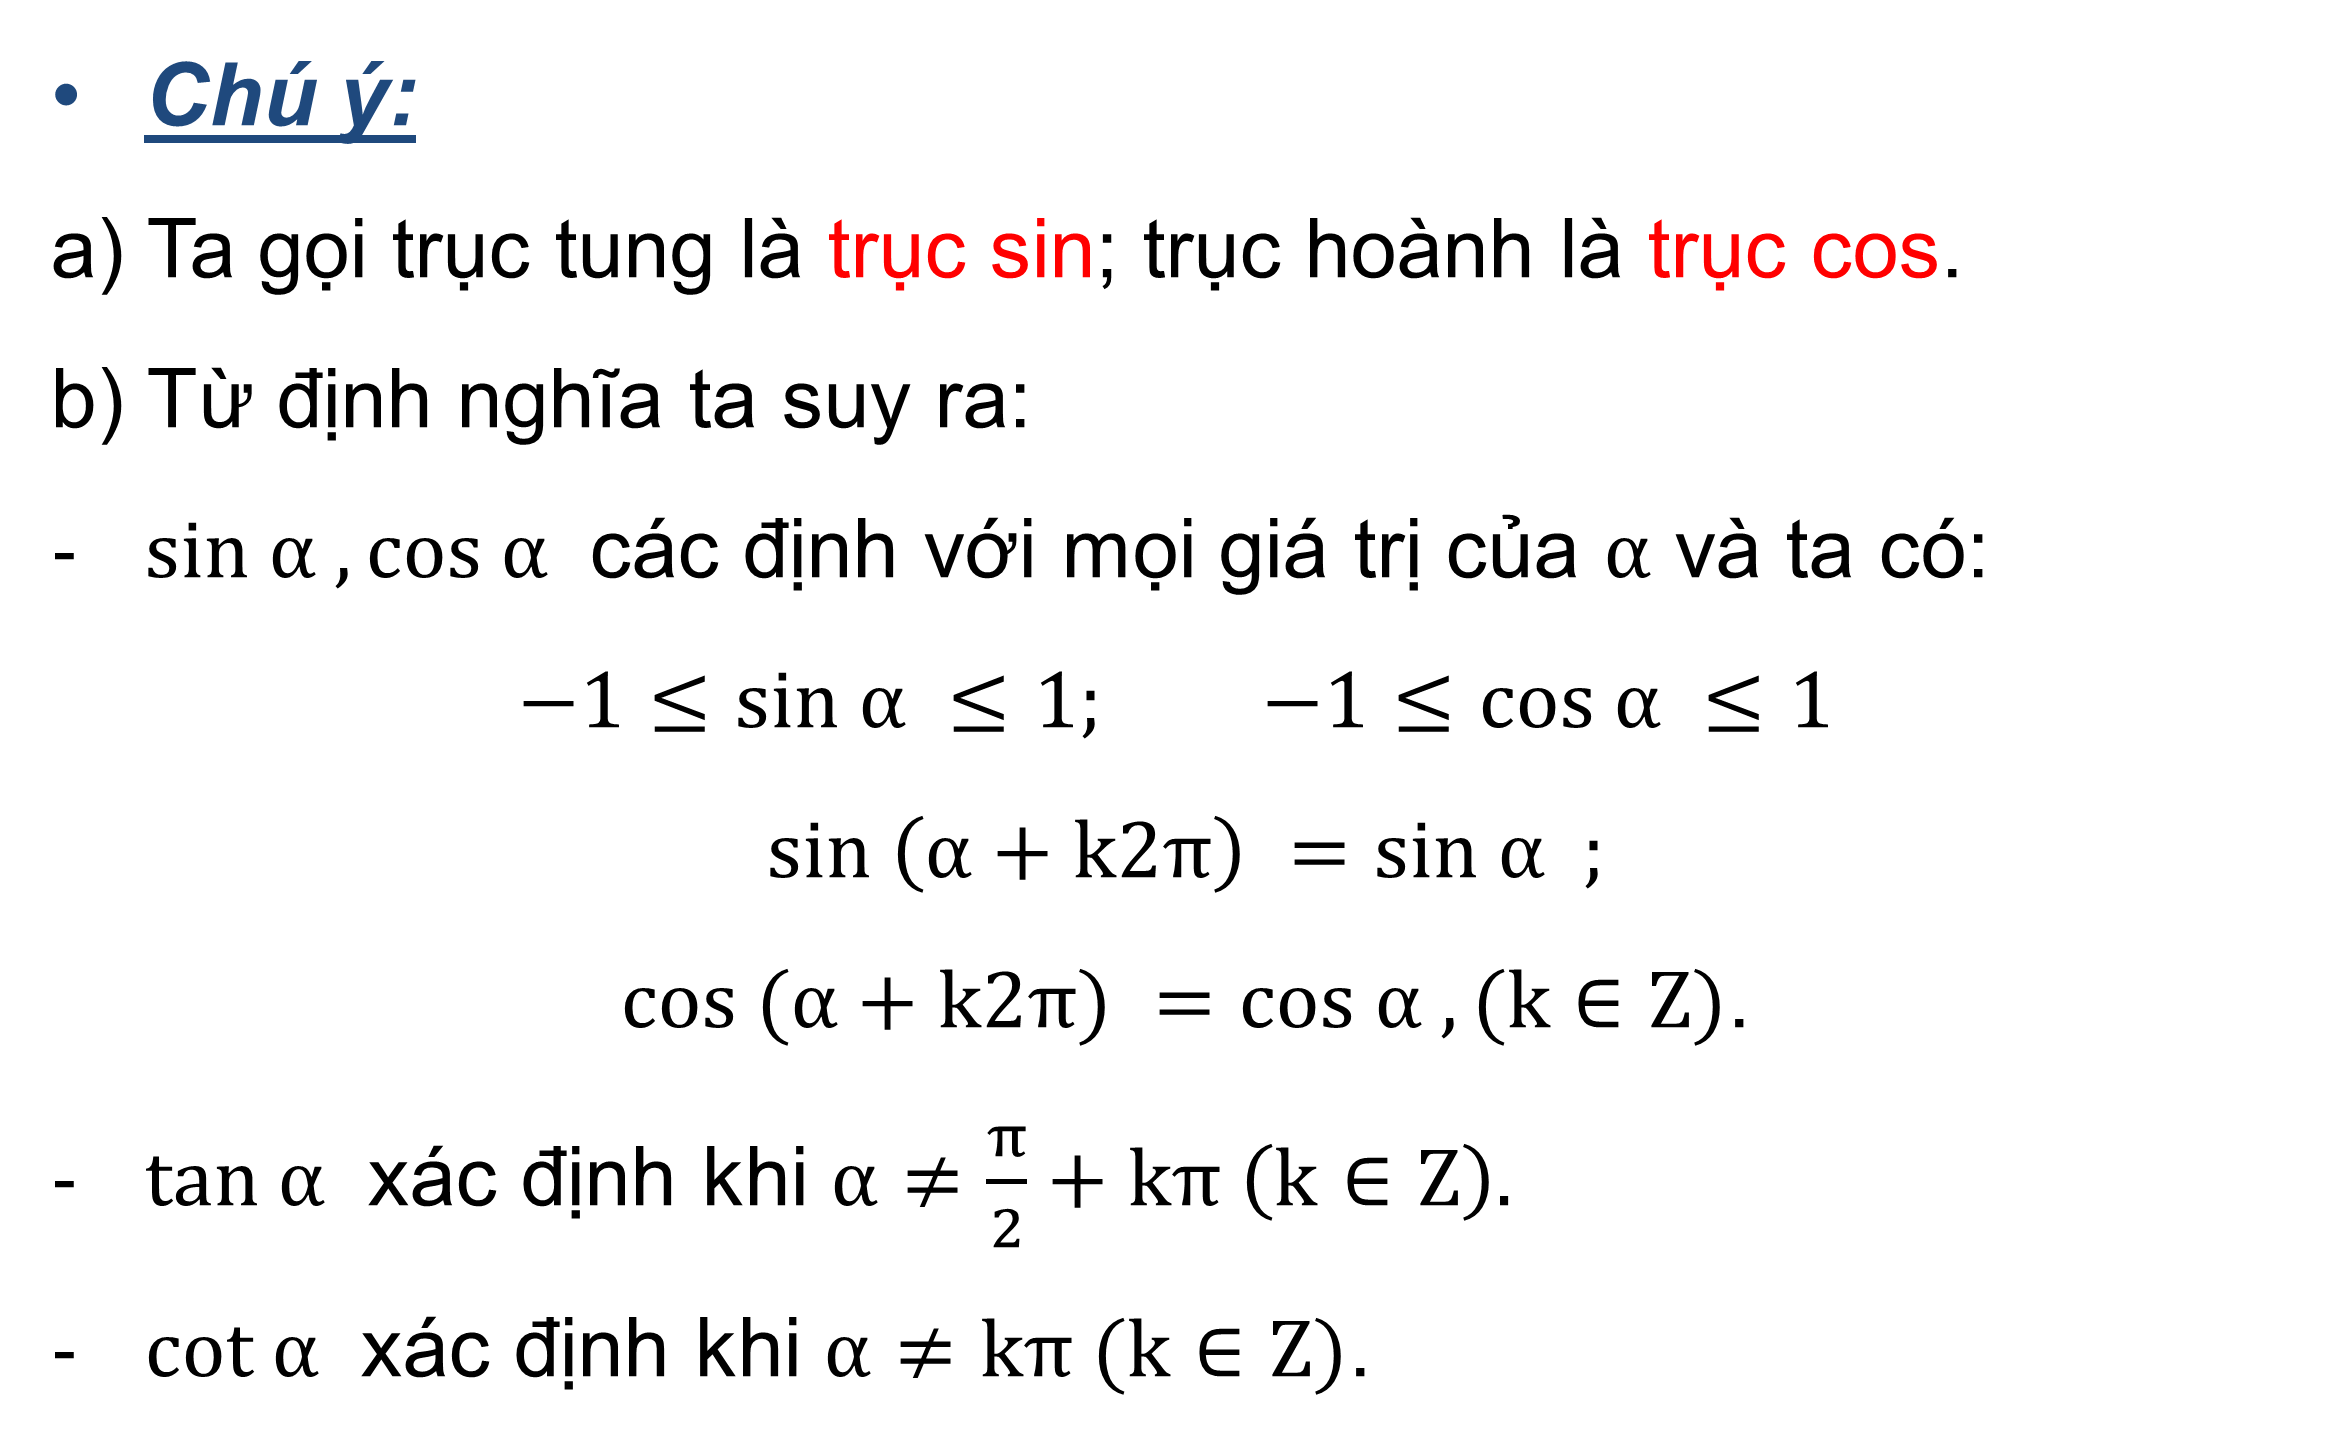 • Chú ý:
a) Ta gọi trục tung là trục sin; trục hoành là trục cos.
b) Từ định nghĩa ta suy ra:
- sin α , cos α các định với mọi giá trị của α và ta có:
−1 ≤ sin α ≤ 1; −1 ≤ cos α ≤ 1
sin (α + k2π) = sin α ;
cos (α + k2π) = cos α , (k ∈ Z).
- tan α xác định khi α ≠ π/2 + kπ (k ∈ Z).
- cot α xác định khi α ≠ kπ (k ∈ Z).